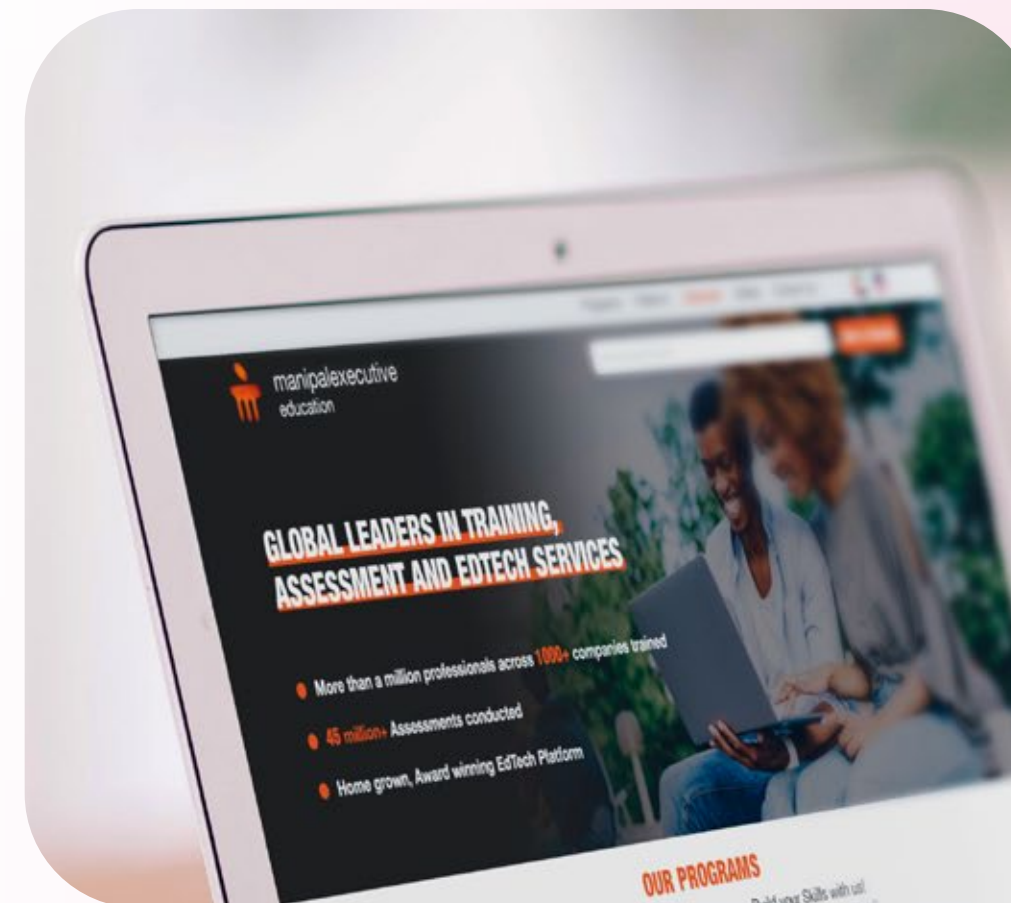 manipalexecutive
education
GLOBAL LEADERS IN TRAINING,
ASSESSMENT AND EDTECH SERVICES
More than a million professionals across 1000+ companies trained
45 million+ Assessments conducted
Home grown, Award winning EdTech Platform
OUR PROGRAMS
Build your Skills with us!